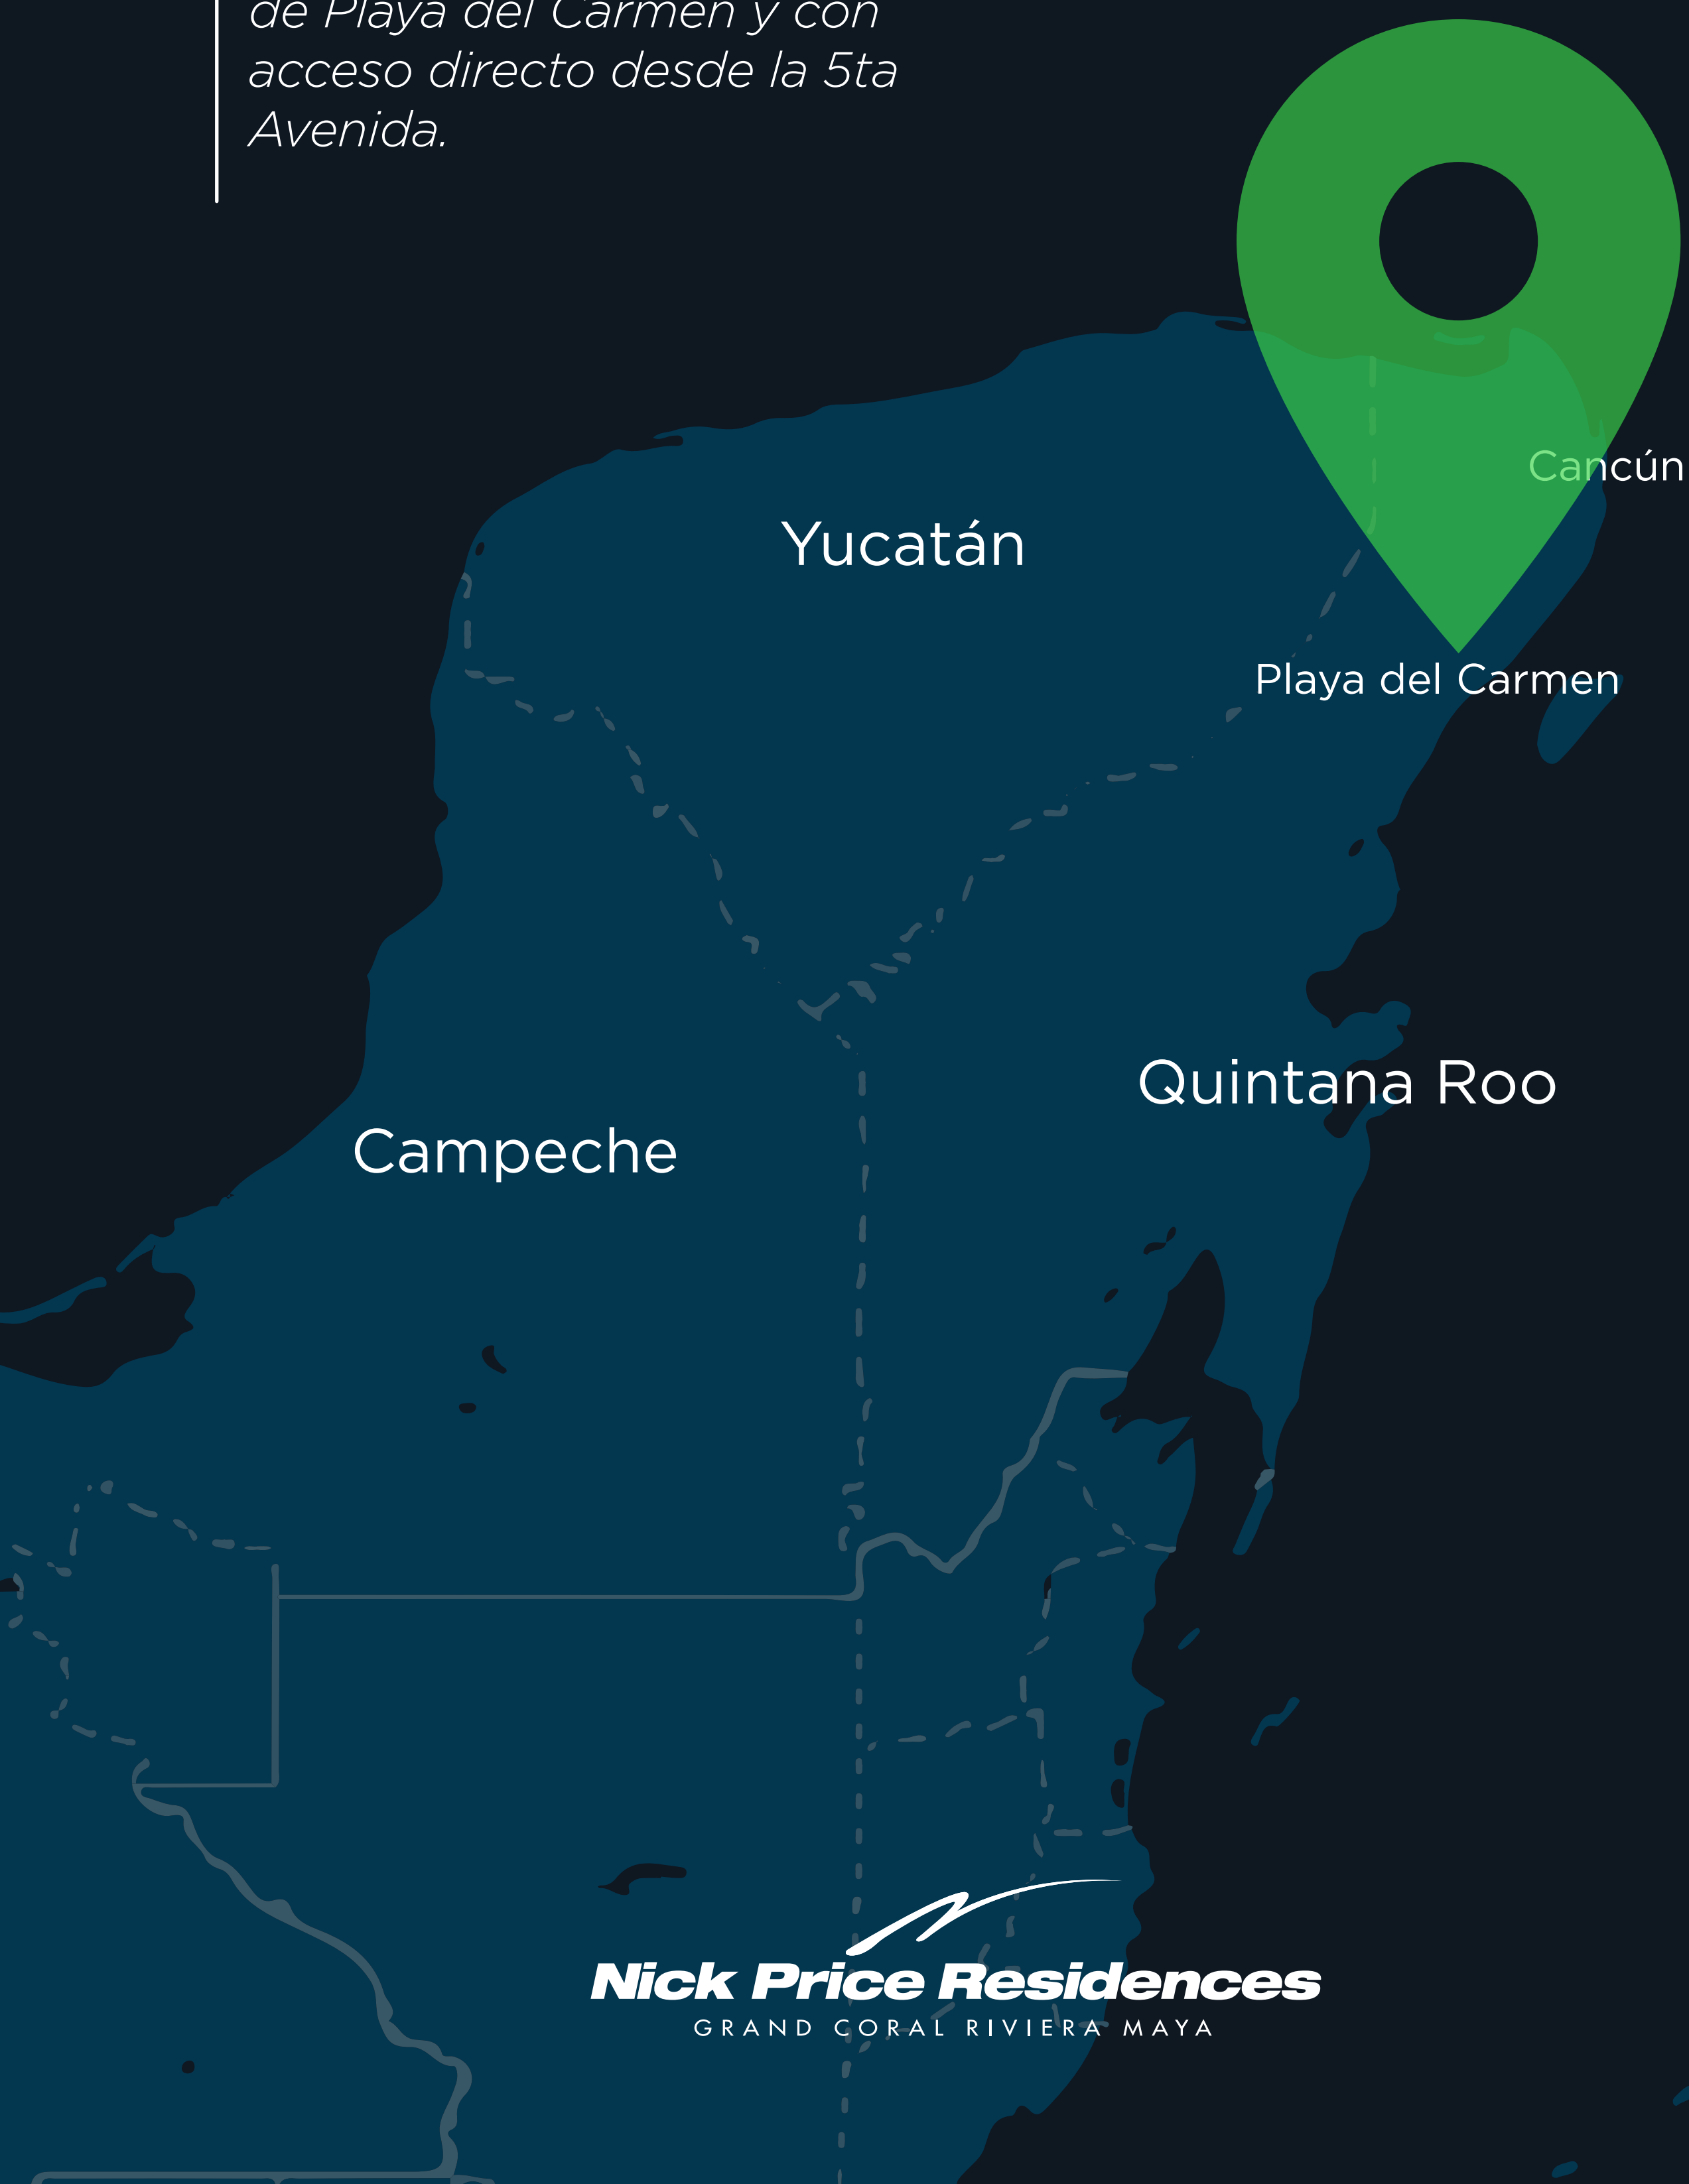 de Playa del Carmen y con
acceso directo desde la 5ta
Avenida.
Cancún
Yucatán
Playa del Carmen
Quintana Roo
Campeche
Nick Price Residences
GRAND CORAL RIVIERA MAYA